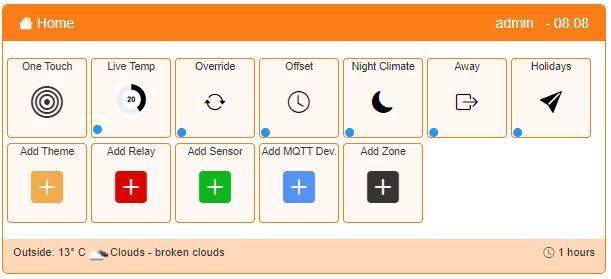 Home
admin - 08:08
One Touch Live Temp Override Offset Night Climate Away Holidays
20
Add Theme Add Relay Add Sensor Add MQTT Dev. Add Zone
Outside: 13° C Clouds - broken clouds
1 hours